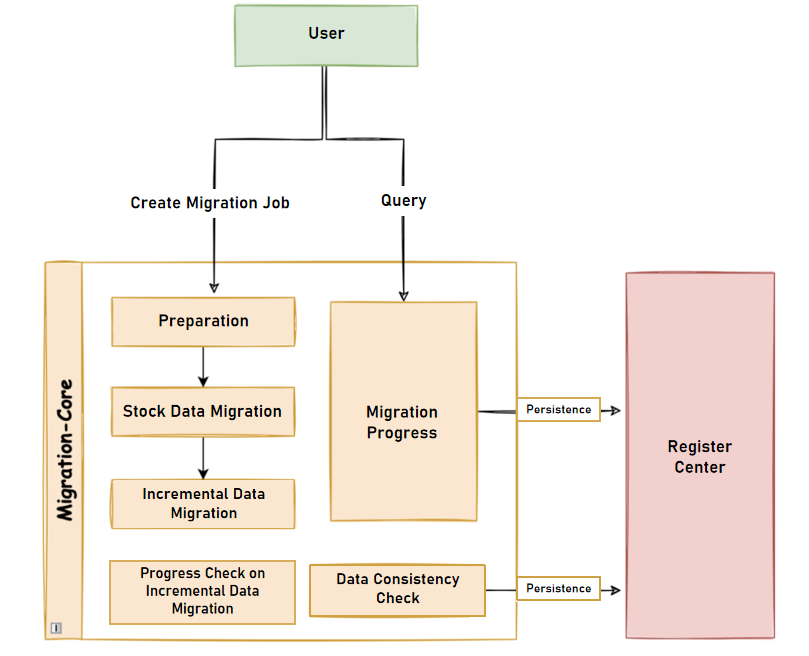 User
Create Migration Job
Query
Migration-Core
Preparation
Stock Data Migration
Incremental Data
Migration
Progress Check on
Incremental Data
Migration
Migration
Progress
Data Consistency
Check
Persistence
Persistence
Register
Center